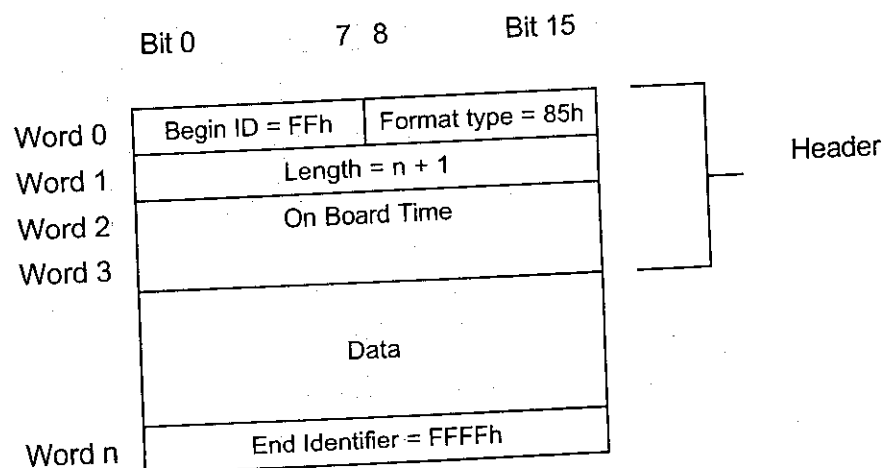 Bit 0 7 8 Bit 15
Word 0 Begin ID = FFh Format type = 85h Header
Word 1 Length = n + 1
Word 2 On Board Time
Word 3
Data
Word n End Identifier = FFFFh